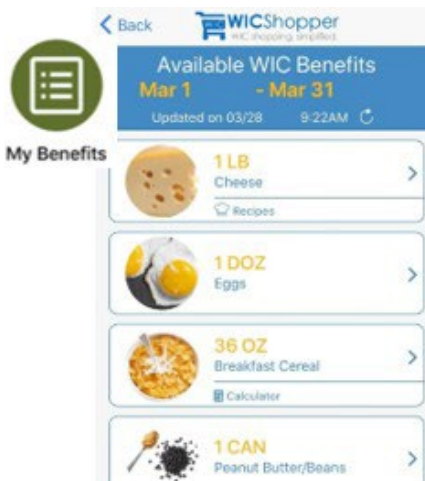 Back
WICShopper
WIC shopping, simplified.
Available WIC Benefits
Mar 1 - Mar 31
Updated on 03/28 9:22AM
My Benefits
1 LB
Cheese
Recipes
1 DOZ
Eggs
36 OZ
Breakfast Cereal
Calculator
1 CAN
Peanut Butter/Beans